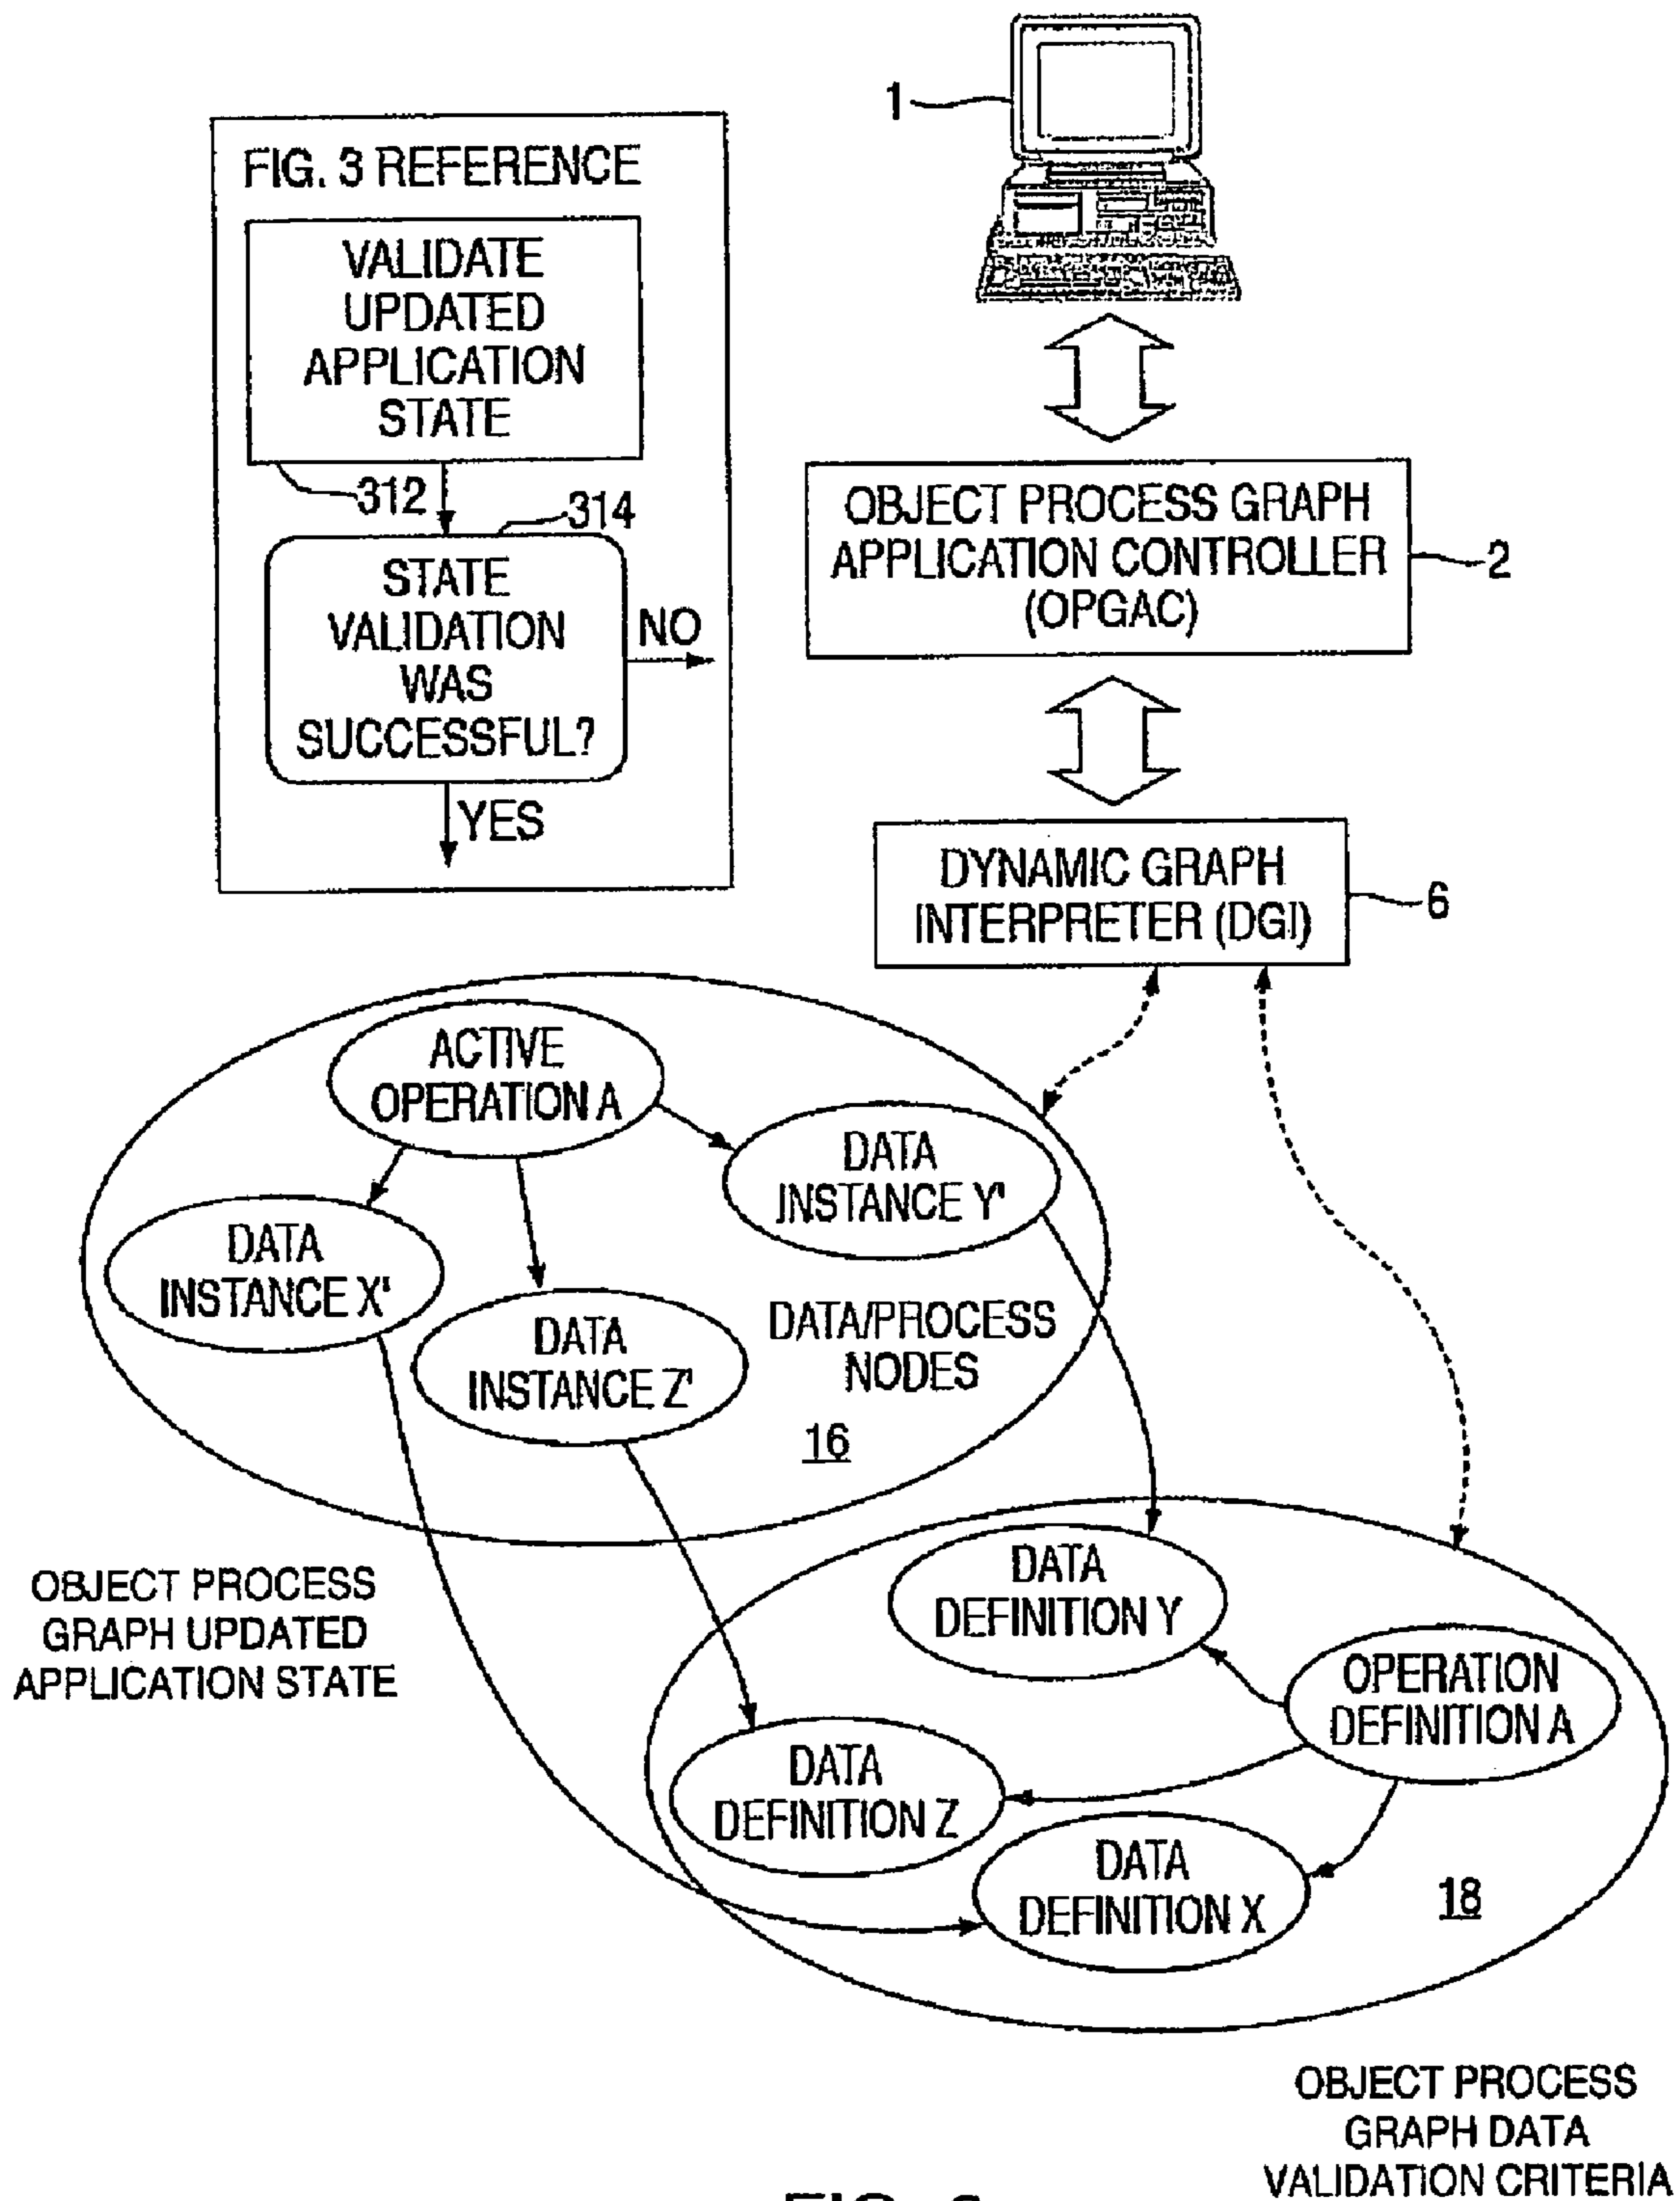 1
FIG. 3 REFERENCE
VALIDATE
UPDATED
APPLICATION
STATE
312
314
STATE
VALIDATION
WAS
SUCCESSFUL?
NO
YES
OBJECT PROCESS GRAPH
APPLICATION CONTROLLER
(OPGAC)
2
DYNAMIC GRAPH
INTERPRETER (DGI)
6
ACTIVE
OPERATION A
DATA
INSTANCE Y'
DATA
INSTANCE X'
DATA
INSTANCE Z'
DATA/PROCESS
NODES
16
OBJECT PROCESS
GRAPH UPDATED
APPLICATION STATE
DATA
DEFINITION Y
OPERATION
DEFINITION A
DATA
DEFINITION Z
DATA
DEFINITION X
18
OBJECT PROCESS
GRAPH DATA
VALIDATION CRITERIA
FIG.